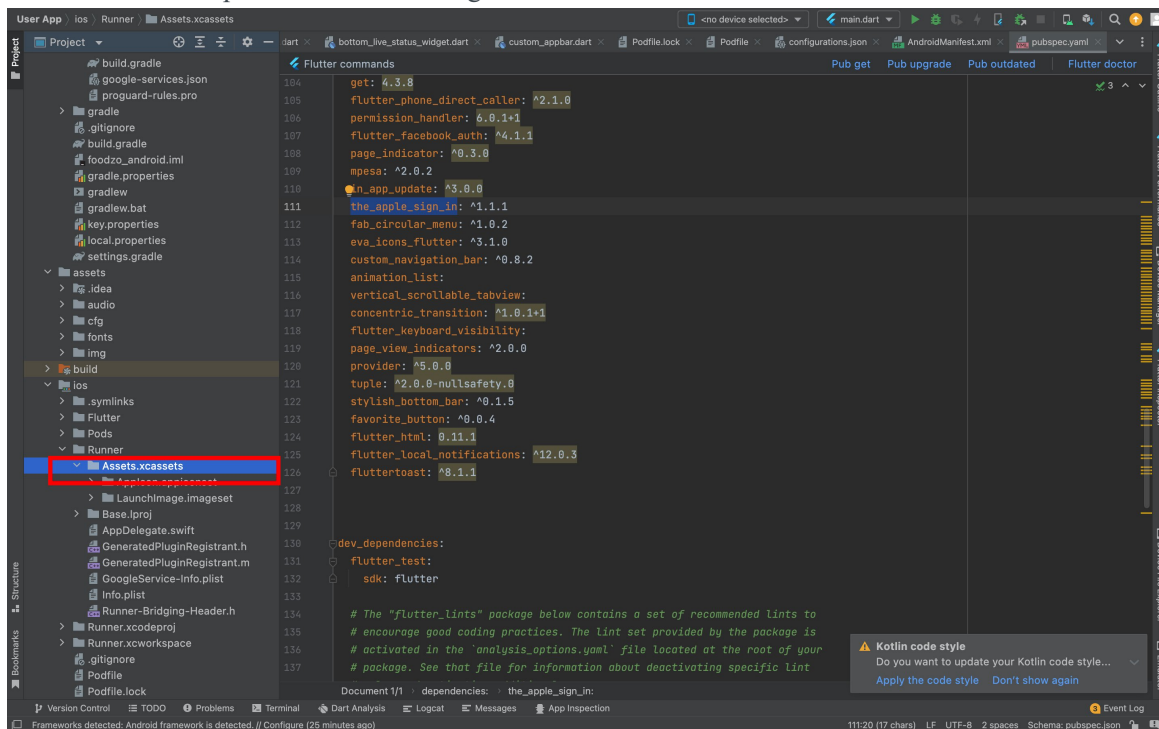 User App › ios › Runner › Assets.xcassets
<no device selected>
main.dart
Project
dart
bottom_live_status_widget.dart
custom_appbar.dart
Podfile.lock
Podfile
configurations.json
AndroidManifest.xml
pubspec.yaml
Project
Flutter commands
Pub get
Pub upgrade
Pub outdated
Flutter doctor
build.gradle
google-services.json
proguard-rules.pro
gradle
.gitignore
build.gradle
foodzo_android.iml
gradle.properties
gradlew
gradlew.bat
key.properties
local.properties
settings.gradle
assets
.idea
audio
cfg
fonts
img
build
ios
.symlinks
Flutter
Pods
Runner
Assets.xcassets
AppIcon.appiconset
LaunchImage.imageset
Base.lproj
AppDelegate.swift
GeneratedPluginRegistrant.h
GeneratedPluginRegistrant.m
GoogleService-Info.plist
Info.plist
Runner-Bridging-Header.h
Runner.xcodeproj
Runner.xcworkspace
.gitignore
Podfile
Podfile.lock
Structure
Bookmarks
3
104 get: 4.3.8
105 flutter_phone_direct_caller: ^2.1.0
106 permission_handler: 6.0.1+1
107 flutter_facebook_auth: ^4.1.1
108 page_indicator: ^0.3.0
109 mpesa: ^2.0.2
110 in_app_update: ^3.0.0
111 the_apple_sign_in: ^1.1.1
112 fab_circular_menu: ^1.0.2
113 eva_icons_flutter: ^3.1.0
114 custom_navigation_bar: ^0.8.2
115 animation_list:
116 vertical_scrollable_tabview:
117 concentric_transition: ^1.0.1+1
118 flutter_keyboard_visibility:
119 page_view_indicators: ^2.0.0
120 provider: ^5.0.0
121 tuple: ^2.0.0-nullsafety.0
122 stylish_bottom_bar: ^0.1.5
123 favorite_button: ^0.0.4
124 flutter_html: 0.11.1
125 flutter_local_notifications: ^12.0.3
126 fluttertoast: ^8.1.1
127
128
129
130 dev_dependencies:
131 flutter_test:
132 sdk: flutter
133
134 # The "flutter_lints" package below contains a set of recommended lints to
135 # encourage good coding practices. The lint set provided by the package is
136 # activated in the `analysis_options.yaml` file located at the root of your
137 # package. See that file for information about deactivating specific lint
Kotlin code style
Do you want to update your Kotlin code style...
Apply the code style Don't show again
Document 1/1 › dependencies: › the_apple_sign_in:
Version Control
TODO
Problems
Terminal
Dart Analysis
Logcat
Messages
App Inspection
3 Event Log
Frameworks detected: Android framework is detected. // Configure (25 minutes ago)
111:20 (17 chars) LF UTF-8 2 spaces Schema: pubspec.json